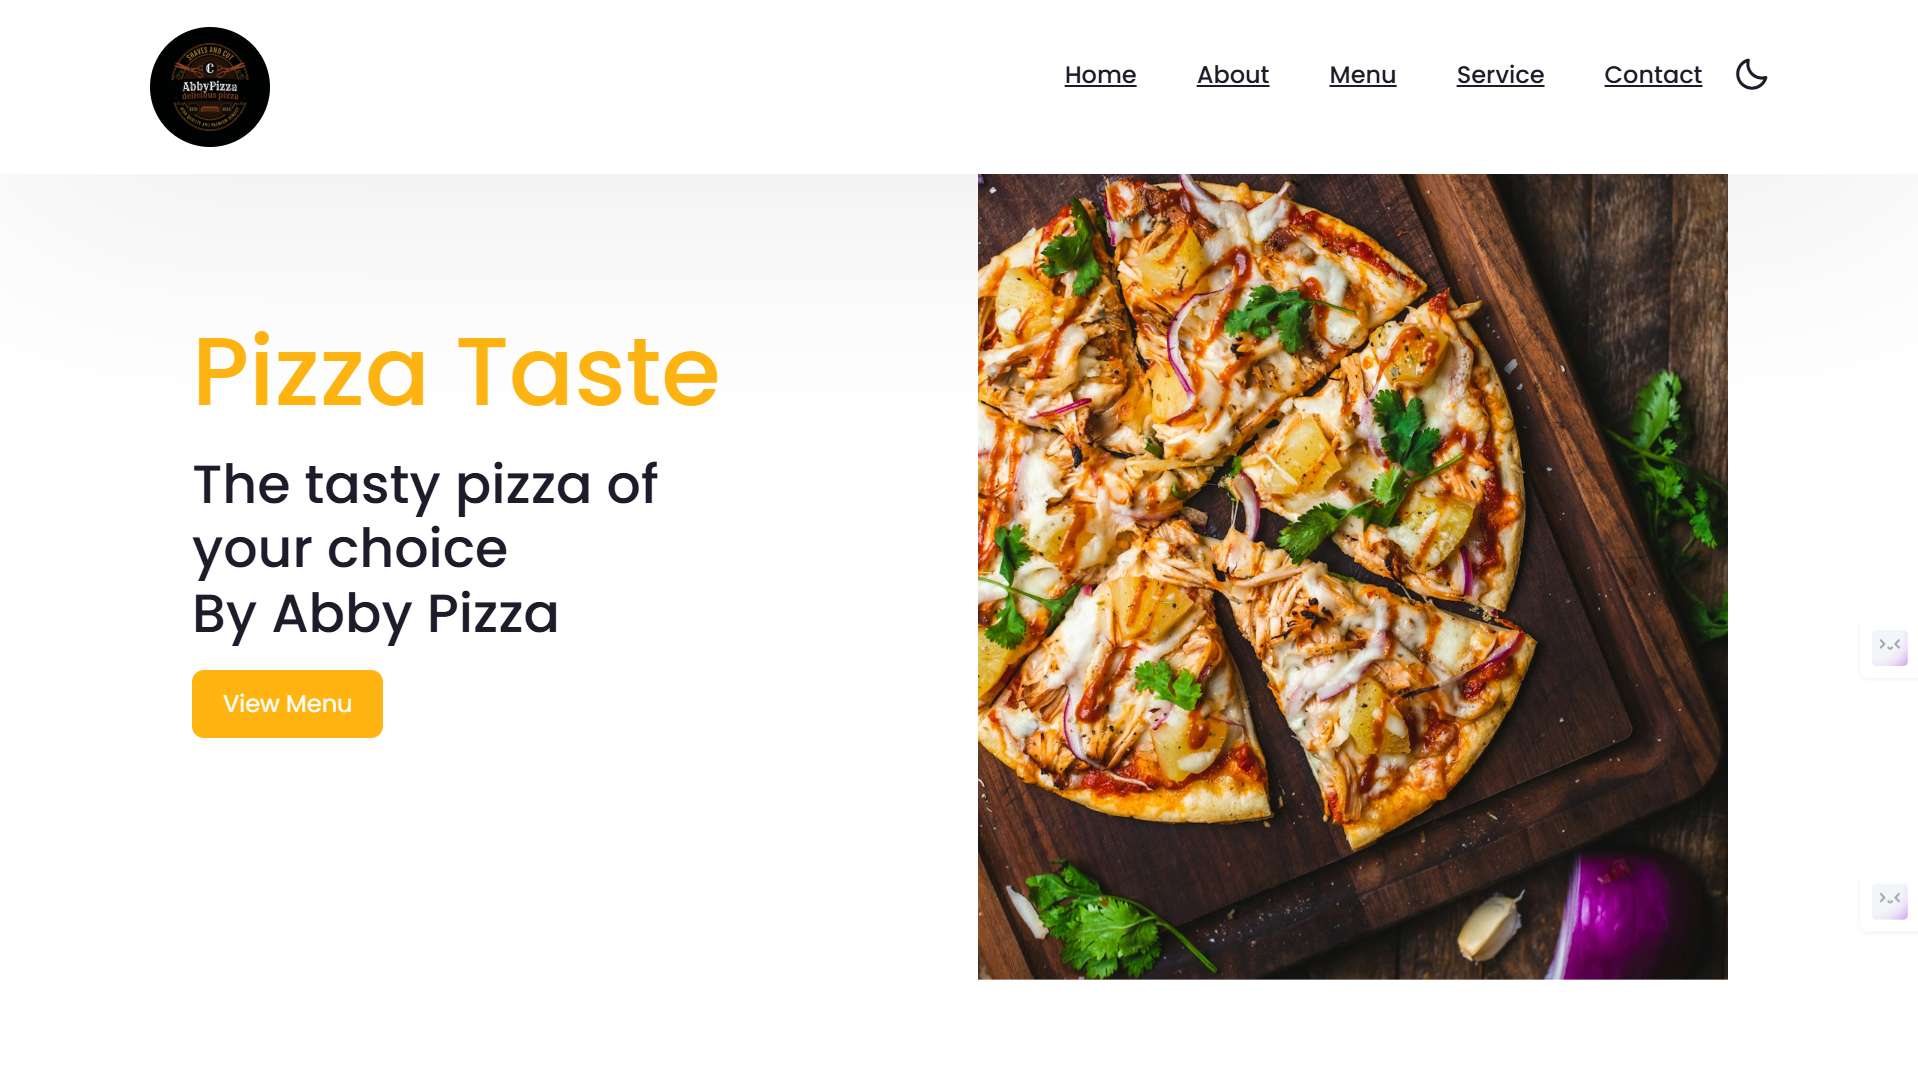 SHAVES AND CUT
C
AbbyPizza
delicious pizza
Home
About
Menu
Service
Contact
Pizza Taste
The tasty pizza of
your choice
By Abby Pizza
View Menu